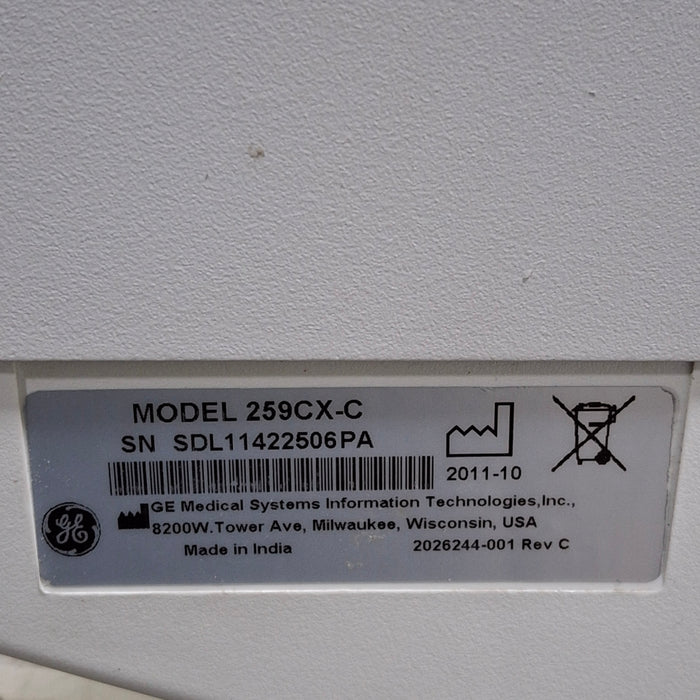 MODEL 259CX-C
SN SDL11422506PA
2011-10
GE Medical Systems Information Technologies,Inc.,
8200W.Tower Ave, Milwaukee, Wisconsin, USA
Made in India
2026244-001 Rev C
GE